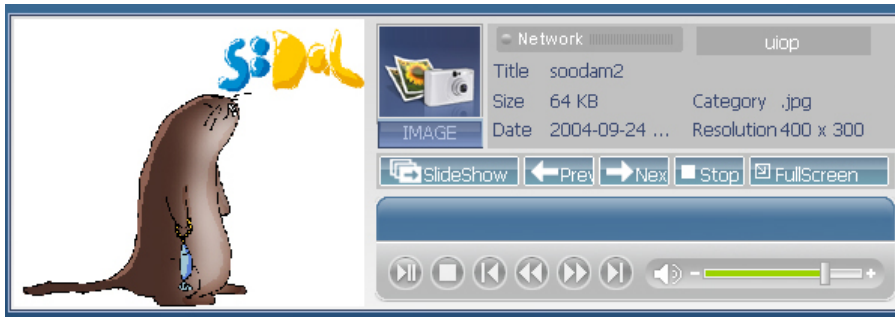 S8DaL
Network
uiop
Title soodam2
Size 64 KB
Category .jpg
IMAGE
Date 2004-09-24 ...
Resolution 400 x 300
SlideShow
Prev
Nex
Stop
FullScreen